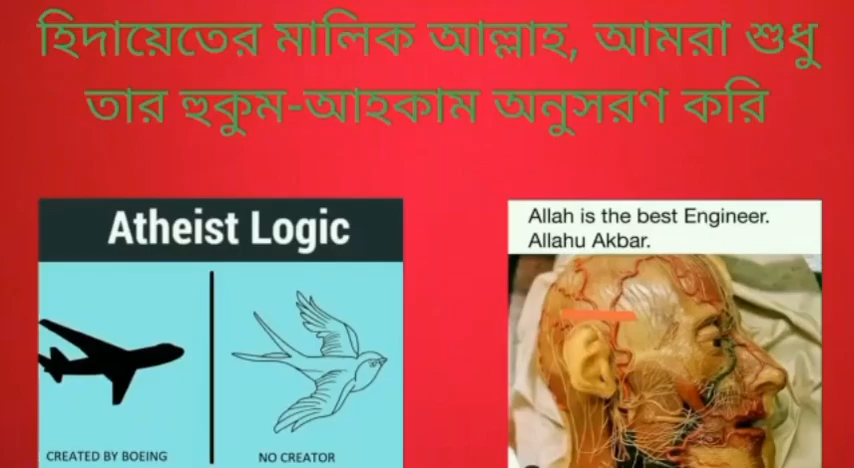 হিদায়েতের মালিক আল্লাহ, আমরা শুধু
তার হুকুম-আহকাম অনুসরণ করি
Atheist Logic
CREATED BY BOEING
NO CREATOR
Allah is the best Engineer.
Allahu Akbar.